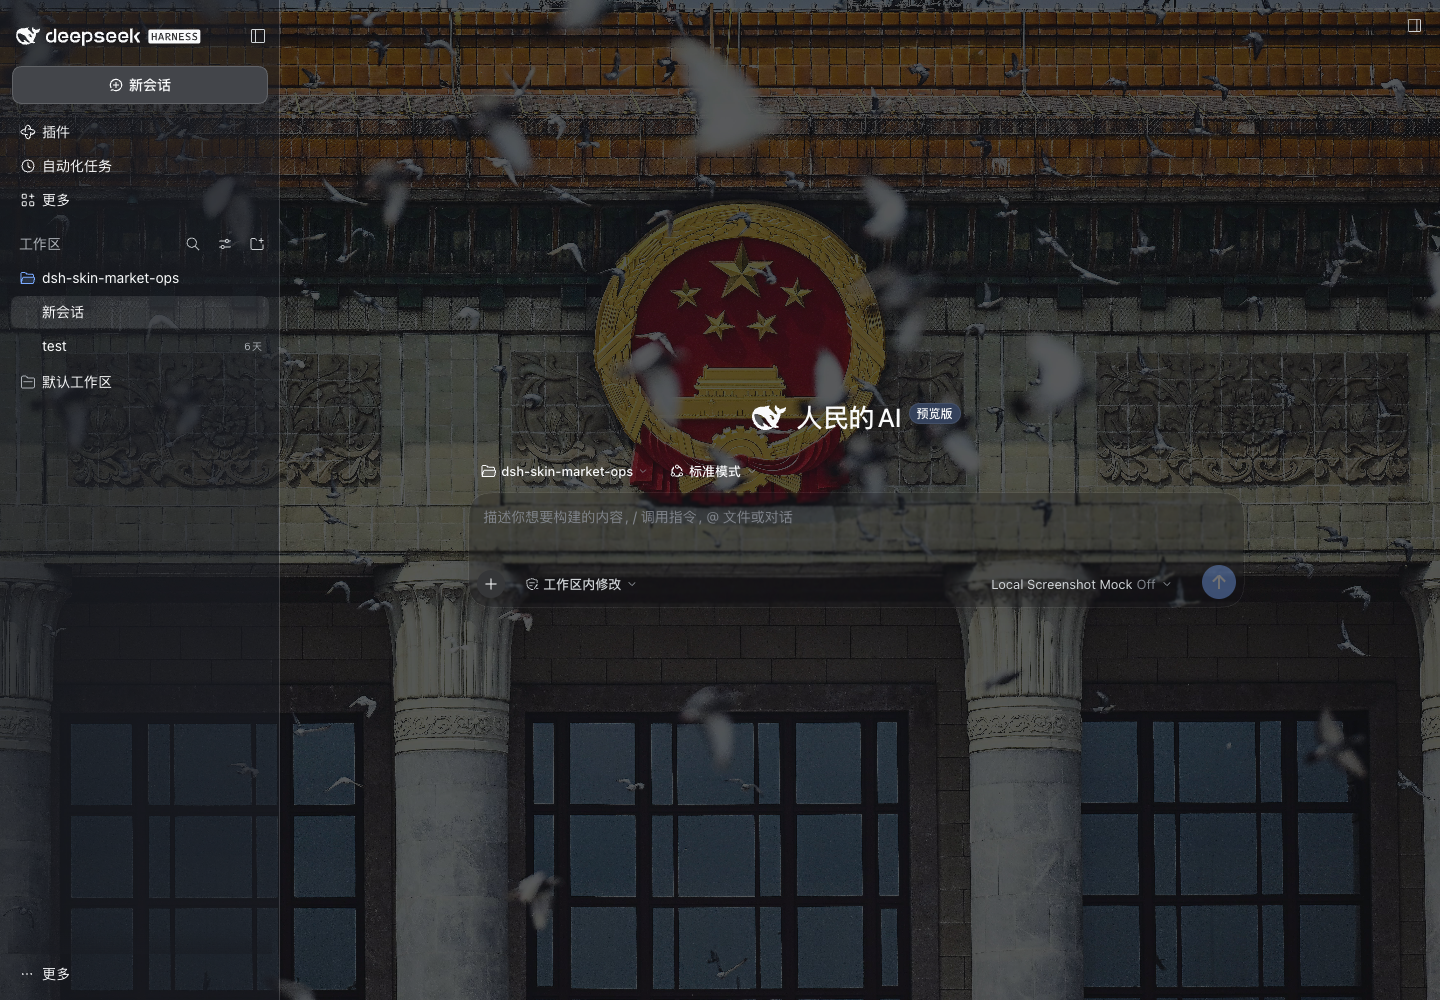 deepseek HARNESS
新会话
插件
自动化任务
更多
工作区
dsh-skin-market-ops
新会话
test 6天
默认工作区
人民的AI 预览版
dsh-skin-market-ops 标准模式
描述你想要构建的内容, / 调用指令, @ 文件或对话
工作区内修改 Local Screenshot Mock Off
更多